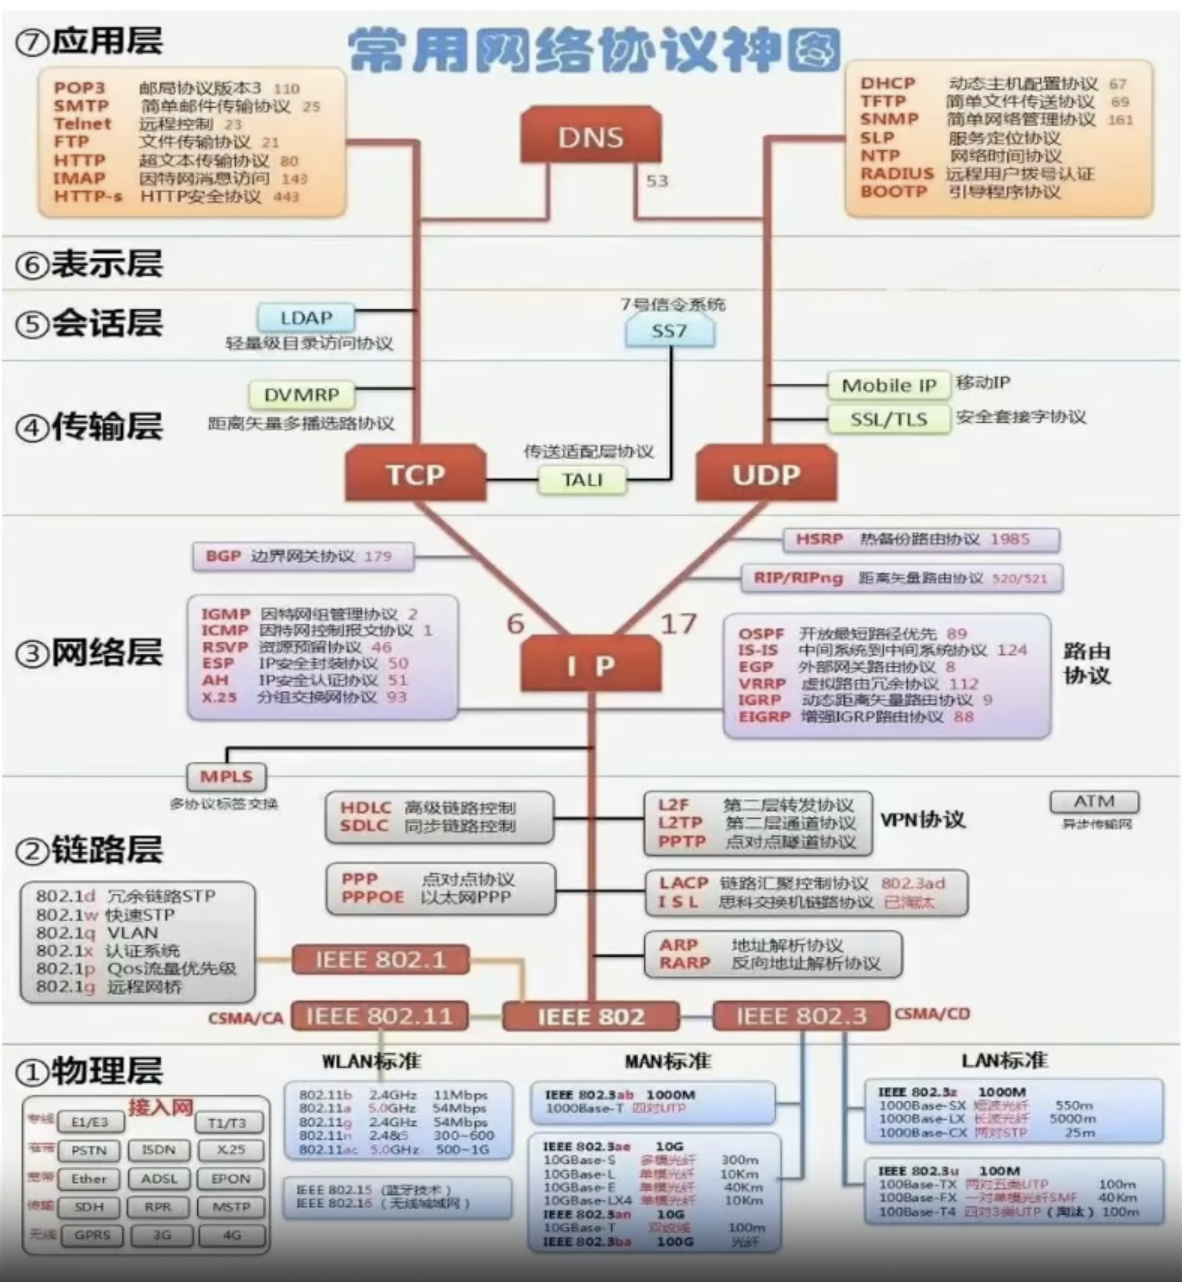 常用网络协议神图
⑦应用层
POP3 邮局协议版本3 110
SMTP 简单邮件传输协议 25
Telnet 远程控制 23
FTP 文件传输协议 21
HTTP 超文本传输协议 80
IMAP 因特网消息访问 143
HTTP-s HTTP安全协议 443
DNS
53
DHCP 动态主机配置协议 67
TFTP 简单文件传送协议 69
SNMP 简单网络管理协议 161
SLP 服务定位协议
NTP 网络时间协议
RADIUS 远程用户拨号认证
BOOTP 引导程序协议
⑥表示层
⑤会话层
LDAP
轻量级目录访问协议
7号信令系统
SS7
④传输层
DVMRP
距离矢量多播选路协议
Mobile IP 移动IP
SSL/TLS 安全套接字协议
TCP
传送适配层协议
TALI
UDP
③网络层
BGP 边界网关协议 179
HSRP 热备份路由协议 1985
RIP/RIPng 距离矢量路由协议 520/521
IGMP 因特网组管理协议 2
ICMP 因特网控制报文协议 1
RSVP 资源预留协议 46
ESP IP安全封装协议 50
AH IP安全认证协议 51
X.25 分组交换网协议 93
6
17
IP
OSPF 开放最短路径优先 89
IS-IS 中间系统到中间系统协议 124
EGP 外部网关路由协议 8
VRRP 虚拟路由冗余协议 112
IGRP 动态距离矢量路由协议 9
EIGRP 增强IGRP路由协议 88
路由
协议
MPLS
多协议标签交换
②链路层
HDLC 高级链路控制
SDLC 同步链路控制
L2F 第二层转发协议
L2TP 第二层通道协议
PPTP 点对点隧道协议
VPN协议
ATM
异步传输网
PPP 点对点协议
PPPOE 以太网PPP
LACP 链路汇聚控制协议 802.3ad
ISL 思科交换机链路协议 已淘汰
ARP 地址解析协议
RARP 反向地址解析协议
802.1d 冗余链路STP
802.1w 快速STP
802.1q VLAN
802.1x 认证系统
802.1p Qos流量优先级
802.1g 远程网桥
IEEE 802.1
CSMA/CA IEEE 802.11
IEEE 802
IEEE 802.3 CSMA/CD
①物理层
接入网
专线 E1/E3 T1/T3
窄带 PSTN ISDN X.25
宽带 Ether ADSL EPON
传输 SDH RPR MSTP
无线 GPRS 3G 4G
WLAN标准
802.11b 2.4GHz 11Mbps
802.11a 5.0GHz 54Mbps
802.11g 2.4GHz 54Mbps
802.11n 2.4&5 300~600
802.11ac 5.0GHz 500~1G
IEEE 802.15（蓝牙技术）
IEEE 802.16（无线城域网）
MAN标准
IEEE 802.3ab 1000M
1000Base-T 四对UTP
IEEE 802.3ae 10G
10GBase-S 多模光纤 300m
10GBase-L 单模光纤 10Km
10GBase-E 单模光纤 40Km
10GBase-LX4 单模光纤 10Km
IEEE 802.3an 10G
10GBase-T 双绞线 100m
IEEE 802.3ba 100G 光纤
LAN标准
IEEE 802.3z 1000M
1000Base-SX 短波光纤 550m
1000Base-LX 长波光纤 5000m
1000Base-CX 两对STP 25m
IEEE 802.3u 100M
100Base-TX 两对五类UTP 100m
100Base-FX 一对单模光纤SMF 40Km
100Base-T4 四对3类UTP（淘汰）100m